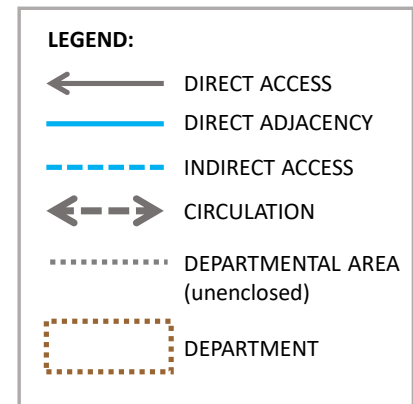 LEGEND:
DIRECT ACCESS
DIRECT ADJACENCY
INDIRECT ACCESS
CIRCULATION
DEPARTMENTAL AREA
(unenclosed)
DEPARTMENT